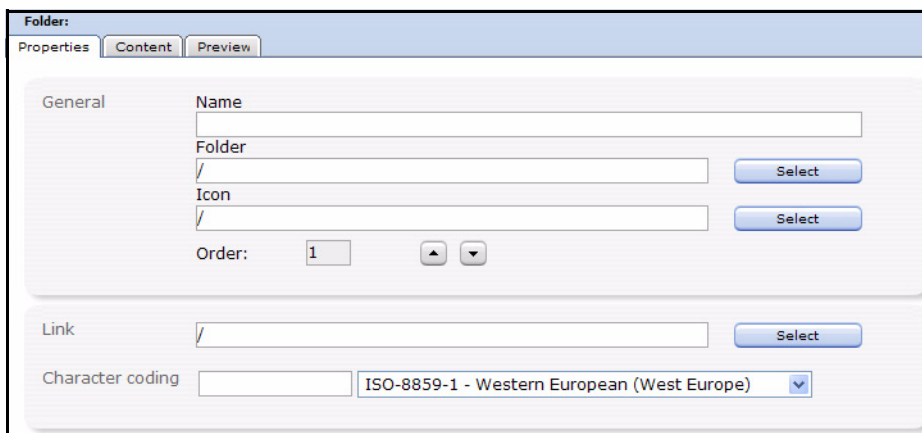 Folder:
Properties Content Preview
General
Name
Folder
/ Select
Icon
/ Select
Order: 1
Link / Select
Character coding ISO-8859-1 - Western European (West Europe)